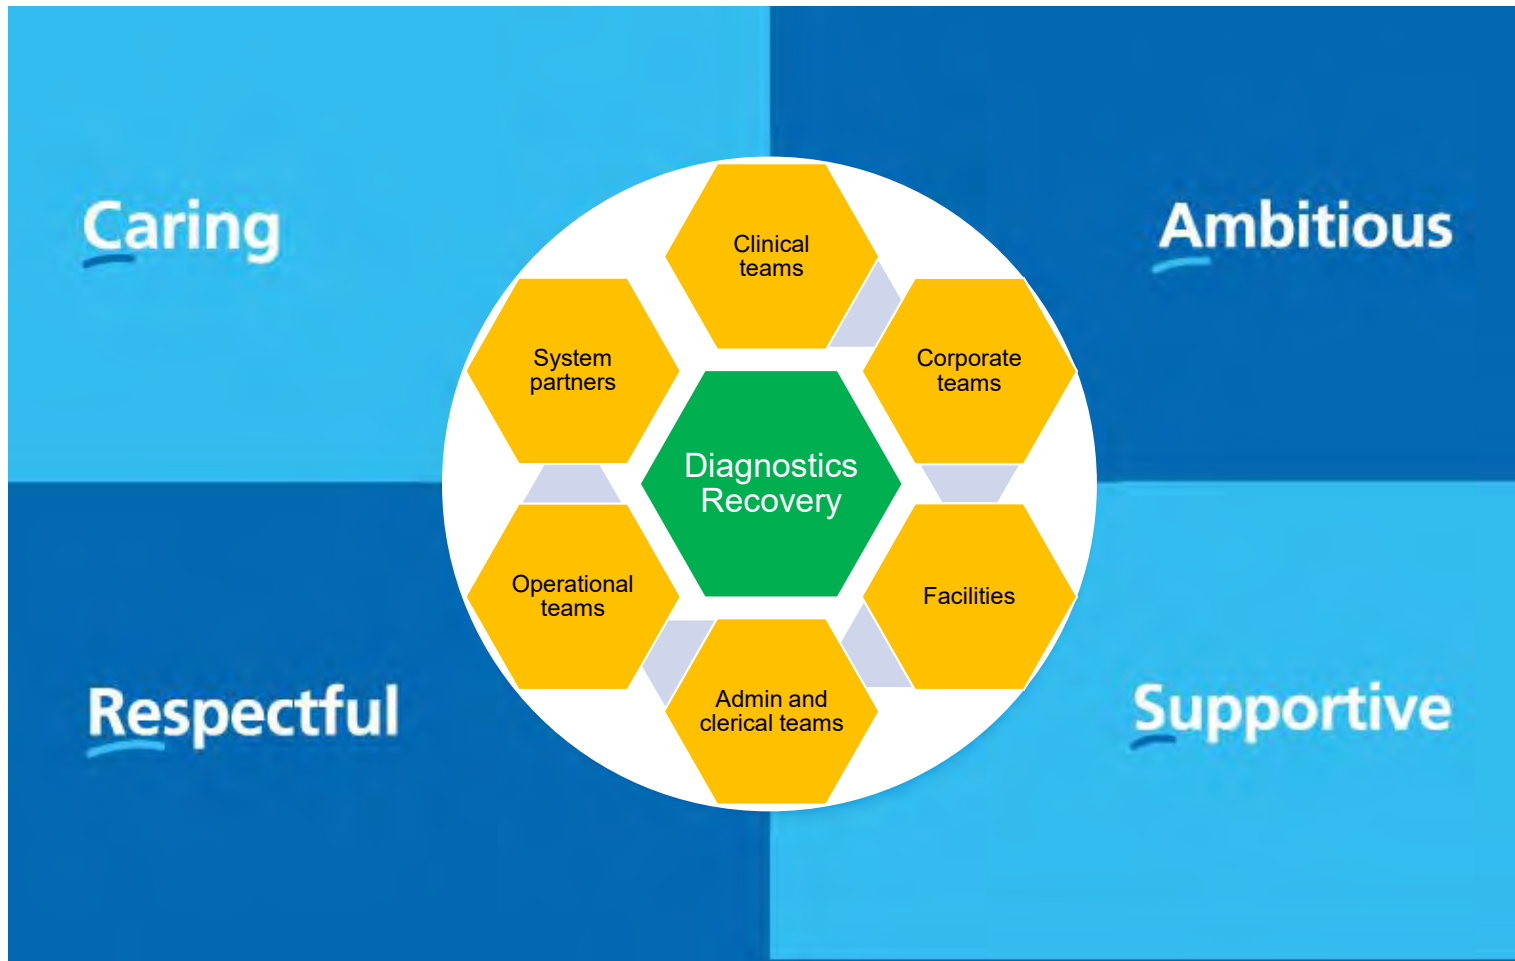 Caring
Ambitious
Clinical
teams
System
partners
Corporate
teams
Diagnostics
Recovery
Operational
teams
Facilities
Admin and
clerical teams
Respectful
Supportive